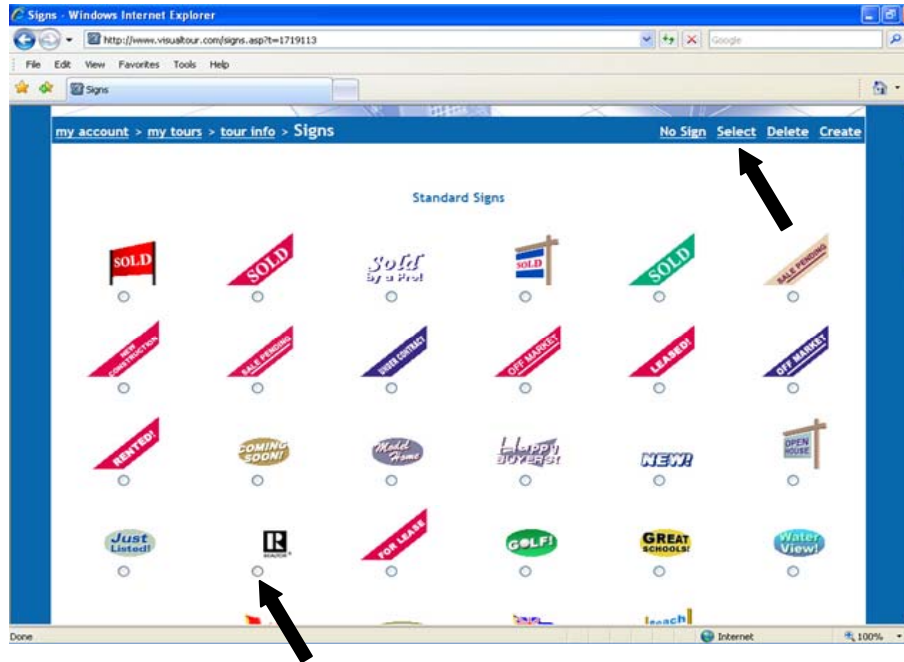 Signs - Windows Internet Explorer
http://www.visualtour.com/signs.asp?t=1719113
Google
File Edit View Favorites Tools Help
Signs
my account > my tours > tour info > Signs
No Sign Select Delete Create
Standard Signs
SOLD
SOLD
Sold
by a Pro!
SOLD
SOLD
SALE PENDING
NEW
CONSTRUCTION
SALE PENDING
UNDER CONTRACT
OFF MARKET
LEASED!
OFF MARKET
RENTED!
COMING
SOON!
Model
Home
Happy
BUYERS!
NEW!
OPEN
HOUSE
Just
Listed!
R
REALTOR
FOR LEASE
GOLF!
GREAT
SCHOOLS!
Water
View!
Done
Internet
100%